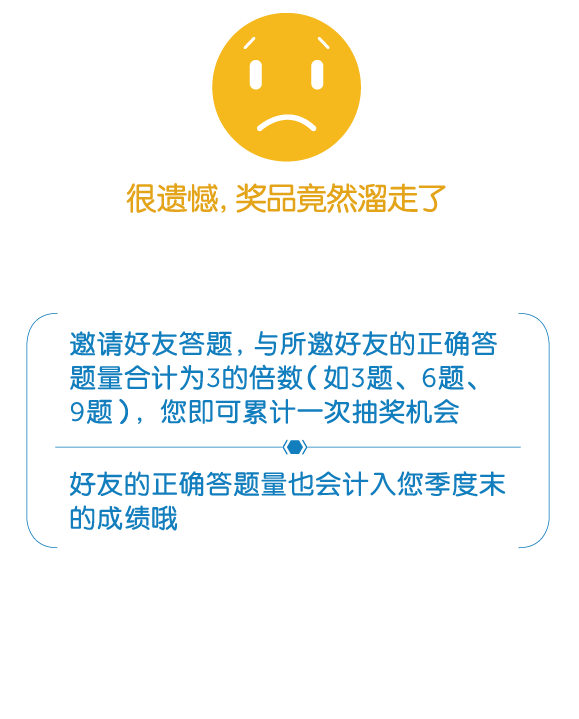 很遗憾，奖品竟然溜走了
邀请好友答题，与所邀好友的正确答
题量合计为3的倍数（如3题、6题、
9题），您即可累计一次抽奖机会
好友的正确答题量也会计入您季度末
的成绩哦